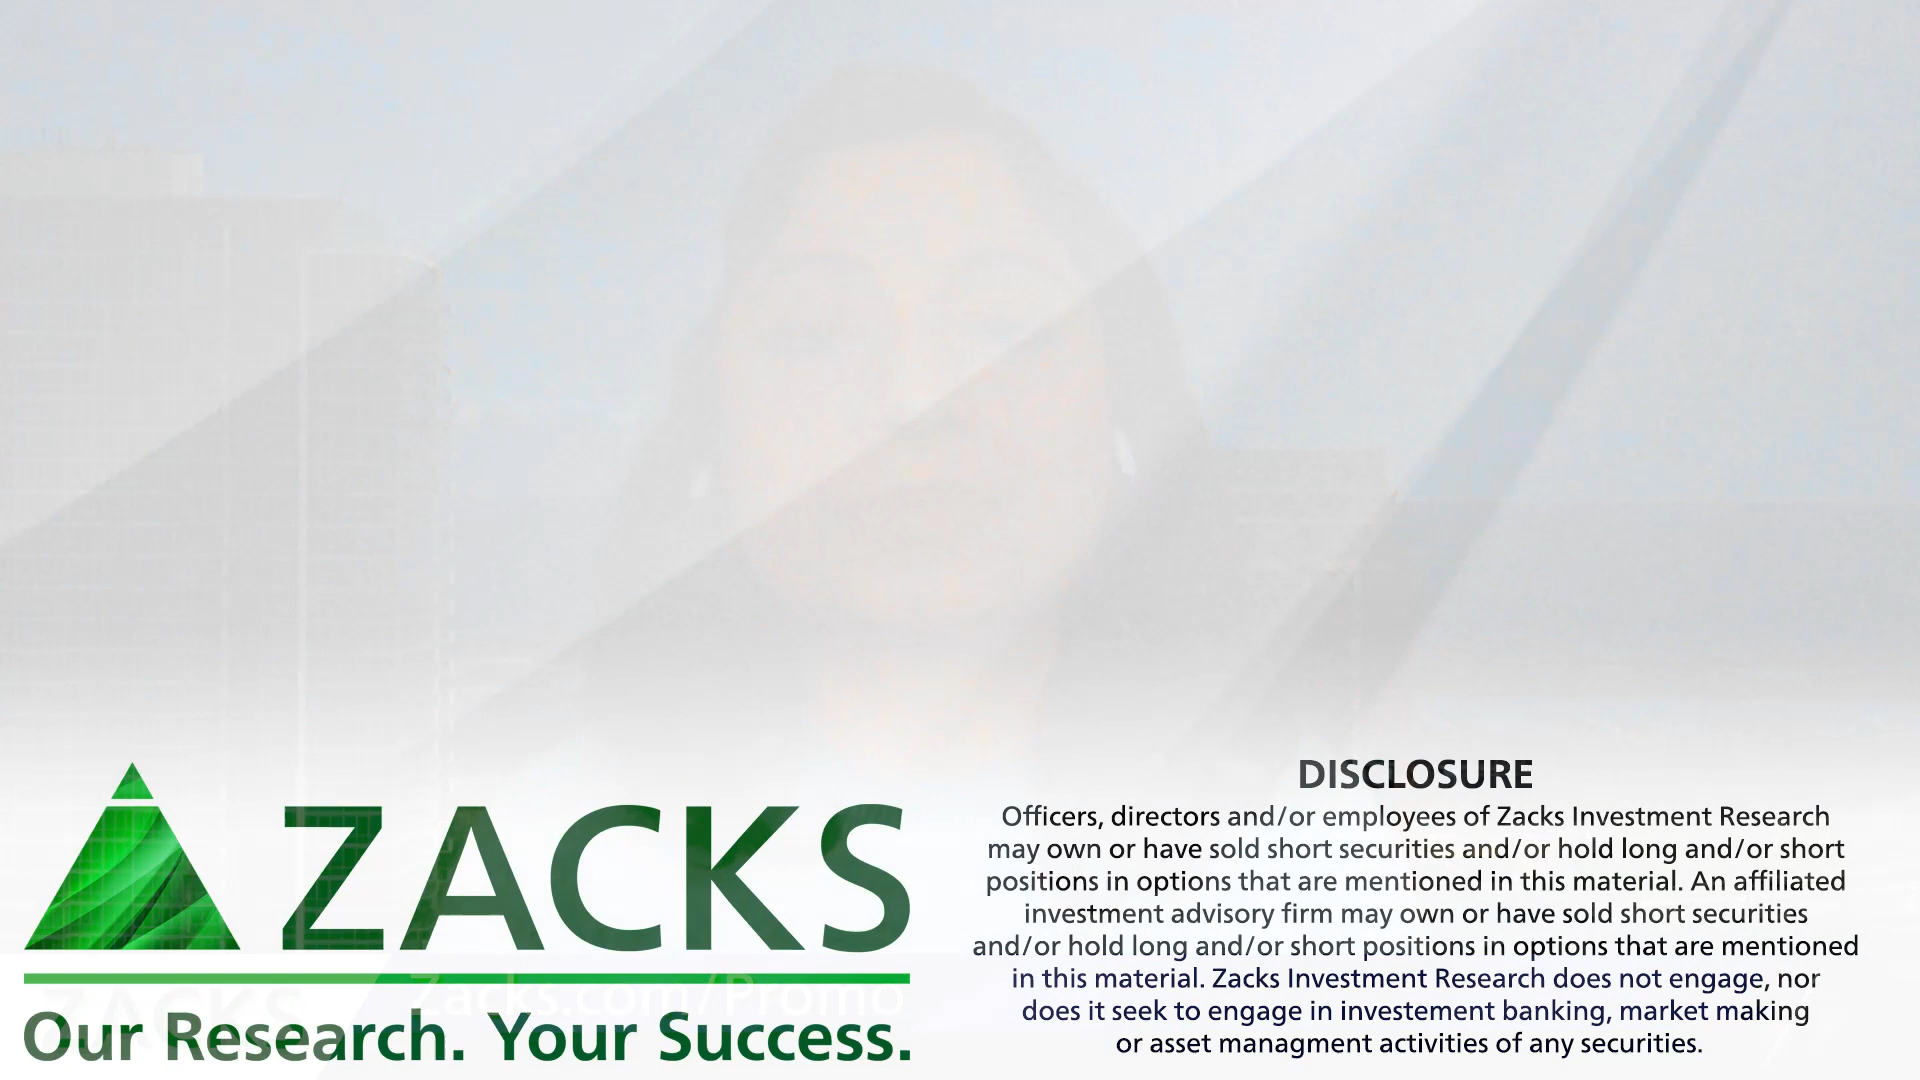 ZACKS
Zacks.com/Promo
ZACKS
Our Research. Your Success.
DISCLOSURE
Officers, directors and/or employees of Zacks Investment Research
may own or have sold short securities and/or hold long and/or short
positions in options that are mentioned in this material. An affiliated
investment advisory firm may own or have sold short securities
and/or hold long and/or short positions in options that are mentioned
in this material. Zacks Investment Research does not engage, nor
does it seek to engage in investement banking, market making
or asset managment activities of any securities.